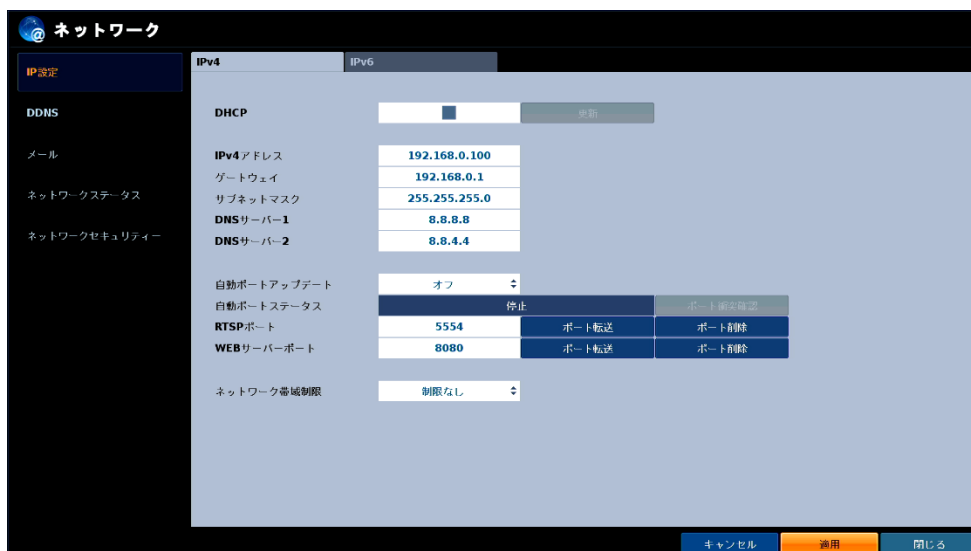 ネットワーク
IP設定
DDNS
メール
ネットワークステータス
ネットワークセキュリティー
IPv4 IPv6
DHCP 更新
IPv4アドレス 192.168.0.100
ゲートウェイ 192.168.0.1
サブネットマスク 255.255.255.0
DNSサーバー1 8.8.8.8
DNSサーバー2 8.8.4.4
自動ポートアップデート オフ
自動ポートステータス 停止 ポート衝突確認
RTSPポート 5554 ポート転送 ポート削除
WEBサーバーポート 8080 ポート転送 ポート削除
ネットワーク帯域制限 制限なし
キャンセル 適用 閉じる